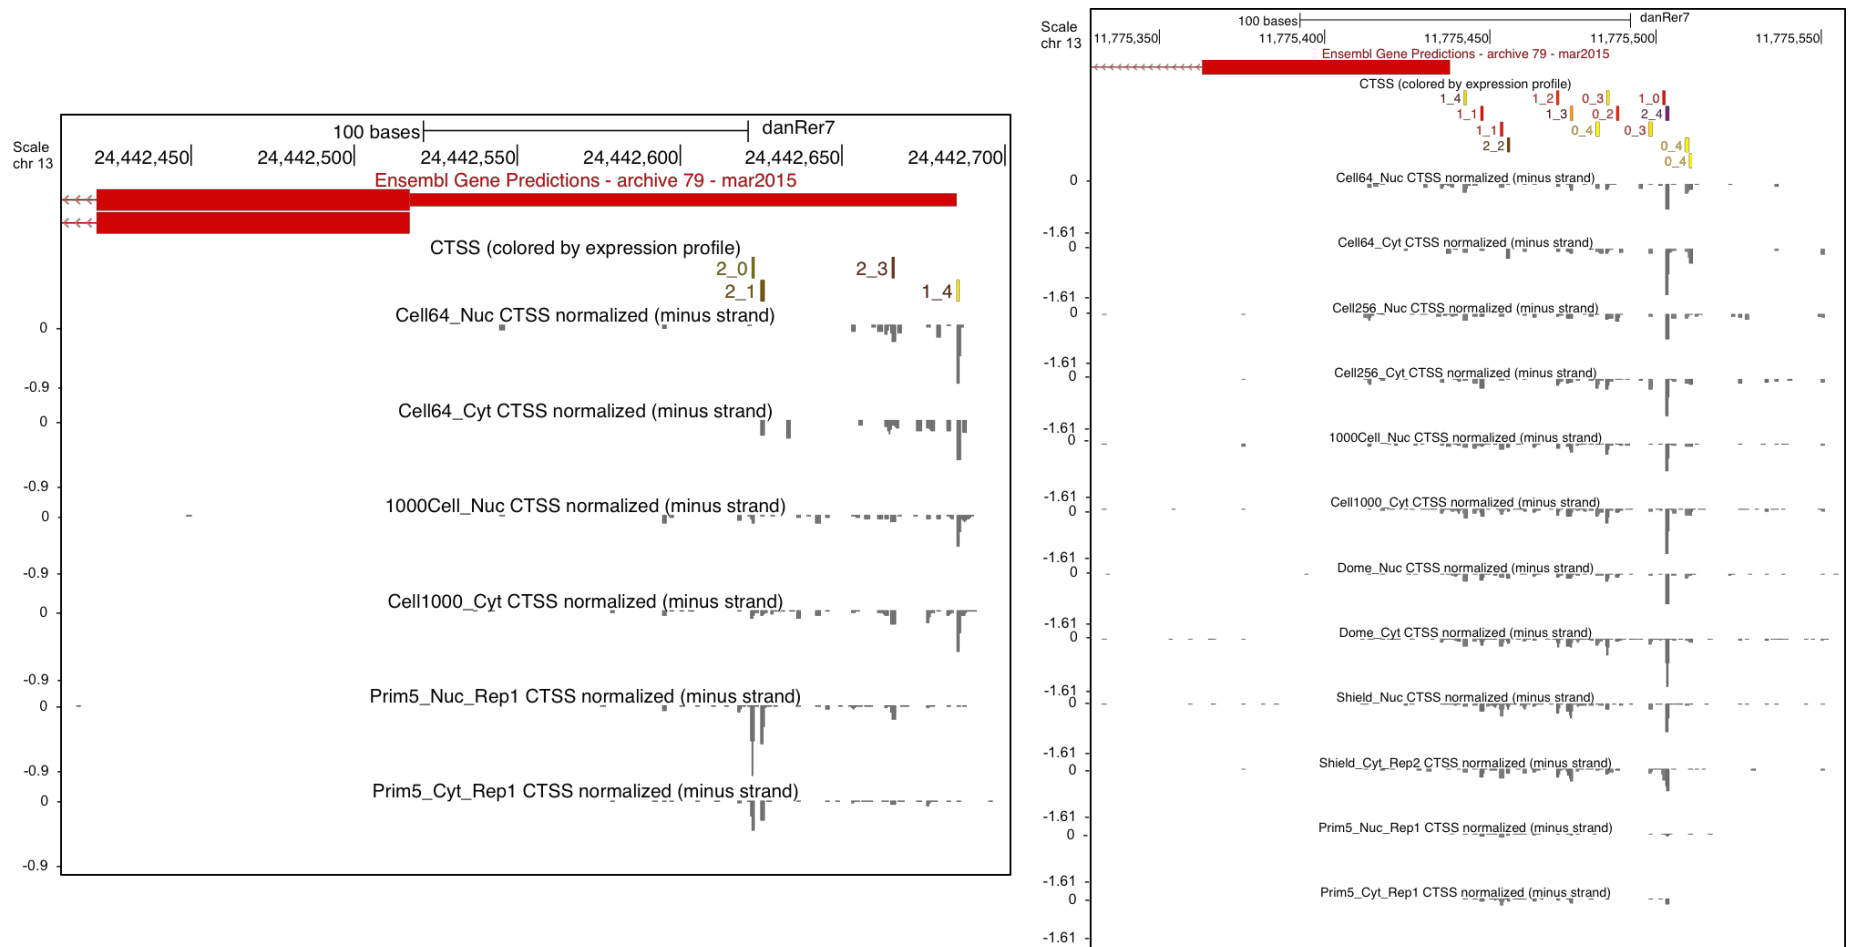 100 bases
danRer7
Scale
chr 13
24,442,450
24,442,500
24,442,550
24,442,600
24,442,650
24,442,700
Ensembl Gene Predictions - archive 79 - mar2015
CTSS (colored by expression profile)
2_0
2_3
2_1
1_4
Cell64_Nuc CTSS normalized (minus strand)
0
-0.9
Cell64_Cyt CTSS normalized (minus strand)
0
-0.9
1000Cell_Nuc CTSS normalized (minus strand)
0
-0.9
Cell1000_Cyt CTSS normalized (minus strand)
0
-0.9
Prim5_Nuc_Rep1 CTSS normalized (minus strand)
0
-0.9
Prim5_Cyt_Rep1 CTSS normalized (minus strand)
0
-0.9
Scale
chr 13
100 bases
danRer7
11,775,350
11,775,400
11,775,450
11,775,500
11,775,550
Ensembl Gene Predictions - archive 79 - mar2015
CTSS (colored by expression profile)
1_4
1_2
0_3
1_0
1_1
1_3
0_2
2_4
1_1
0_4
0_3
2_2
0_4
0_4
Cell64_Nuc CTSS normalized (minus strand)
0
-1.61
Cell64_Cyt CTSS normalized (minus strand)
0
-1.61
Cell256_Nuc CTSS normalized (minus strand)
0
-1.61
Cell256_Cyt CTSS normalized (minus strand)
0
-1.61
1000Cell_Nuc CTSS normalized (minus strand)
0
-1.61
Cell1000_Cyt CTSS normalized (minus strand)
0
-1.61
Dome_Nuc CTSS normalized (minus strand)
0
-1.61
Dome_Cyt CTSS normalized (minus strand)
0
-1.61
Shield_Nuc CTSS normalized (minus strand)
0
-1.61
Shield_Cyt_Rep2 CTSS normalized (minus strand)
0
-1.61
Prim5_Nuc_Rep1 CTSS normalized (minus strand)
0
-1.61
Prim5_Cyt_Rep1 CTSS normalized (minus strand)
0
-1.61